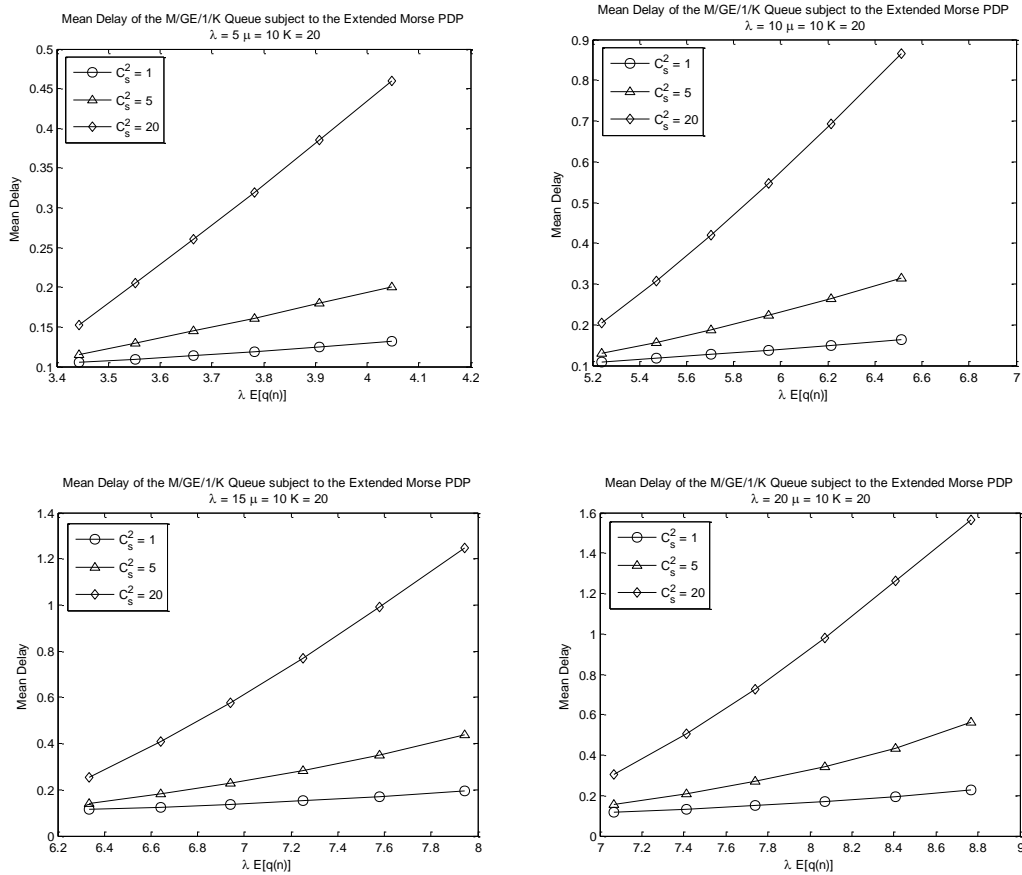 Mean Delay of the M/GE/1/K Queue subject to the Extended Morse PDP
λ = 5 μ = 10 K = 20
0.5
0.45
0.4
0.35
0.3
0.25
0.2
0.15
0.1
Mean Delay
C_s^2 = 1
C_s^2 = 5
C_s^2 = 20
3.4 3.5 3.6 3.7 3.8 3.9 4 4.1 4.2
λ E[q(n)]
Mean Delay of the M/GE/1/K Queue subject to the Extended Morse PDP
λ = 10 μ = 10 K = 20
0.9
0.8
0.7
0.6
0.5
0.4
0.3
0.2
0.1
Mean Delay
C_s^2 = 1
C_s^2 = 5
C_s^2 = 20
5.2 5.4 5.6 5.8 6 6.2 6.4 6.6 6.8 7
λ E[q(n)]
Mean Delay of the M/GE/1/K Queue subject to the Extended Morse PDP
λ = 15 μ = 10 K = 20
1.4
1.2
1
0.8
0.6
0.4
0.2
0
Mean Delay
C_s^2 = 1
C_s^2 = 5
C_s^2 = 20
6.2 6.4 6.6 6.8 7 7.2 7.4 7.6 7.8 8
λ E[q(n)]
Mean Delay of the M/GE/1/K Queue subject to the Extended Morse PDP
λ = 20 μ = 10 K = 20
1.6
1.4
1.2
1
0.8
0.6
0.4
0.2
0
Mean Delay
C_s^2 = 1
C_s^2 = 5
C_s^2 = 20
7 7.2 7.4 7.6 7.8 8 8.2 8.4 8.6 8.8 9
λ E[q(n)]